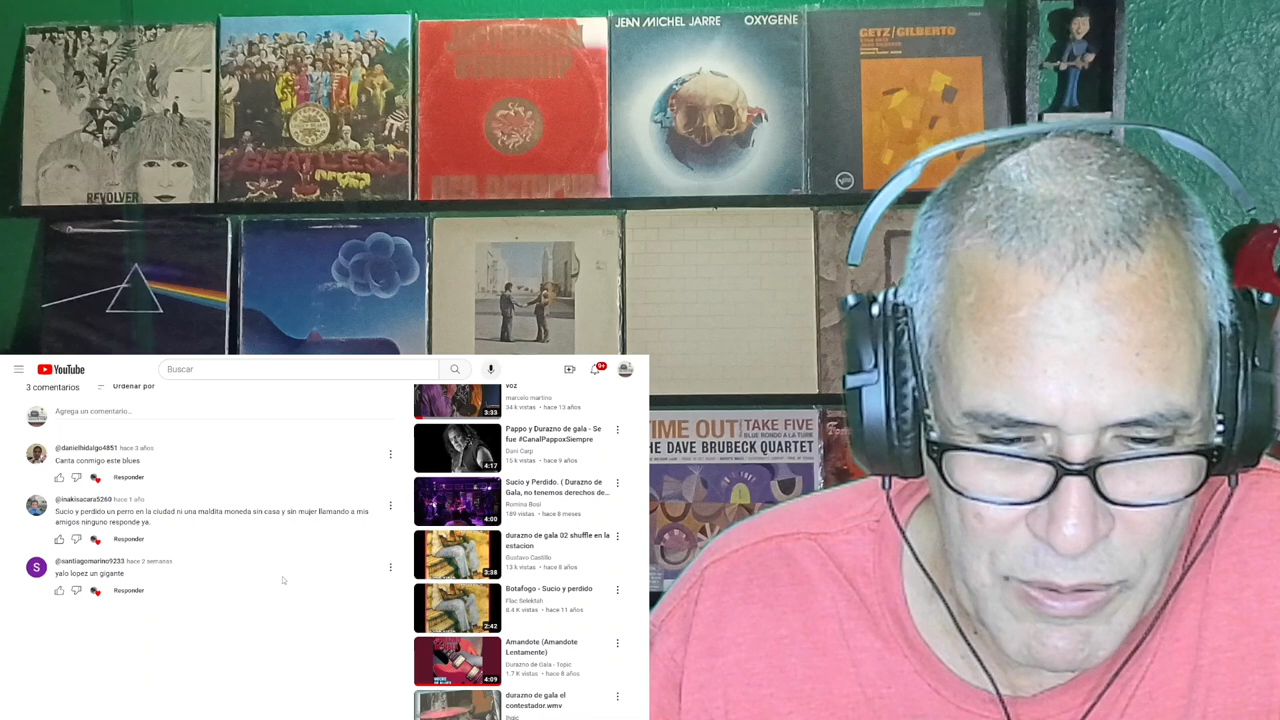 REVOLVER
BEATLES
JEAN MICHEL JARRE OXYGENE
GETZ/GILBERTO
TIME OUT TAKE FIVE
BLUE RONDO A LA TURK
THE DAVE BRUBECK QUARTET
YouTube
Buscar
9+
3 comentarios
Ordenar por
Agrega un comentario...
@danielhidalgo4851 hace 3 años
Canta conmigo este blues
Responder
@inakisacara5260 hace 1 año
Sucio y perdido un perro en la ciudad ni una maldita moneda sin casa y sin mujer llamando a mis
amigos ninguno responde ya.
Responder
S
@santiagomarino9233 hace 2 semanas
yalo lopez un gigante
Responder
voz
marcelo martino
34 k vistas • hace 13 años
3:33
Pappo y Durazno de gala - Se
fue #CanalPappoxSiempre
Dani Carp
15 k vistas • hace 9 años
4:17
Sucio y Perdido. ( Durazno de
Gala, no tenemos derechos de...
Romina Bosi
189 vistas • hace 8 meses
4:00
durazno de gala 02 shuffle en la
estacion
Gustavo Castillo
13 k vistas • hace 8 años
3:38
Botafogo - Sucio y perdido
Flac Selektah
8.4 K vistas • hace 11 años
2:42
Amandote (Amandote
Lentamente)
Durazno de Gala - Topic
1.7 K vistas • hace 8 años
4:09
durazno de gala el
contestador.wmv